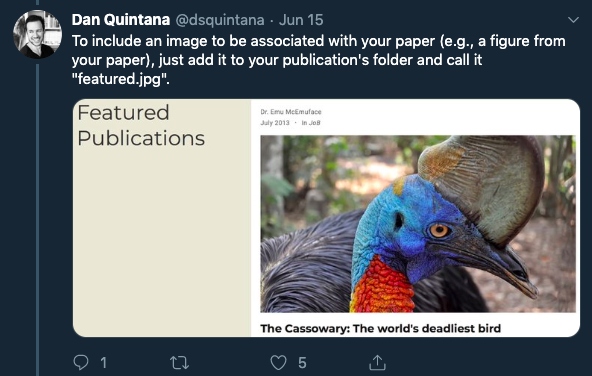 Dan Quintana @dsquintana · Jun 15
To include an image to be associated with your paper (e.g., a figure from
your paper), just add it to your publication's folder and call it
"featured.jpg".
Featured
Publications
Dr. Emu McEmuface
July 2013 · In JoB
The Cassowary: The world's deadliest bird
1
5